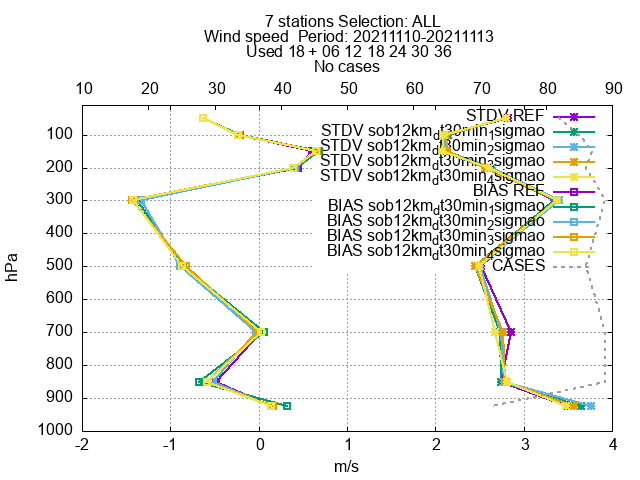 7 stations Selection: ALL
Wind speed Period: 20211110-20211113
Used 18 + 06 12 18 24 30 36
No cases
10 20 30 40 50 60 70 80 90
STDV REF
STDV sob12km_dt30min_1sigmao
STDV sob12km_dt30min_2sigmao
STDV sob12km_dt30min_3sigmao
STDV sob12km_dt30min_4sigmao
BIAS REF
BIAS sob12km_dt30min_1sigmao
BIAS sob12km_dt30min_2sigmao
BIAS sob12km_dt30min_3sigmao
BIAS sob12km_dt30min_4sigmao
CASES
100
200
300
400
500
600
700
800
900
1000
hPa
-2 -1 0 1 2 3 4
m/s